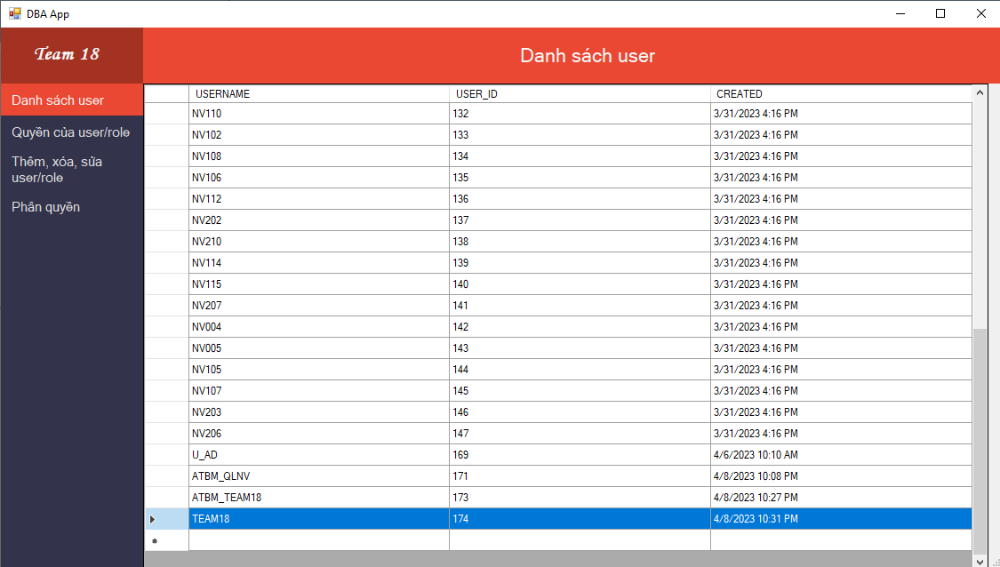 DBA App
Team 18
Danh sách user
Danh sách user
Quyền của user/role
Thêm, xóa, sửa
user/role
Phân quyền
USERNAME USER_ID CREATED
NV110 132 3/31/2023 4:16 PM
NV102 133 3/31/2023 4:16 PM
NV108 134 3/31/2023 4:16 PM
NV106 135 3/31/2023 4:16 PM
NV112 136 3/31/2023 4:16 PM
NV202 137 3/31/2023 4:16 PM
NV210 138 3/31/2023 4:16 PM
NV114 139 3/31/2023 4:16 PM
NV115 140 3/31/2023 4:16 PM
NV207 141 3/31/2023 4:16 PM
NV004 142 3/31/2023 4:16 PM
NV005 143 3/31/2023 4:16 PM
NV105 144 3/31/2023 4:16 PM
NV107 145 3/31/2023 4:16 PM
NV203 146 3/31/2023 4:16 PM
NV206 147 3/31/2023 4:16 PM
U_AD 169 4/6/2023 10:10 AM
ATBM_QLNV 171 4/8/2023 10:08 PM
ATBM_TEAM18 173 4/8/2023 10:27 PM
TEAM18 174 4/8/2023 10:31 PM